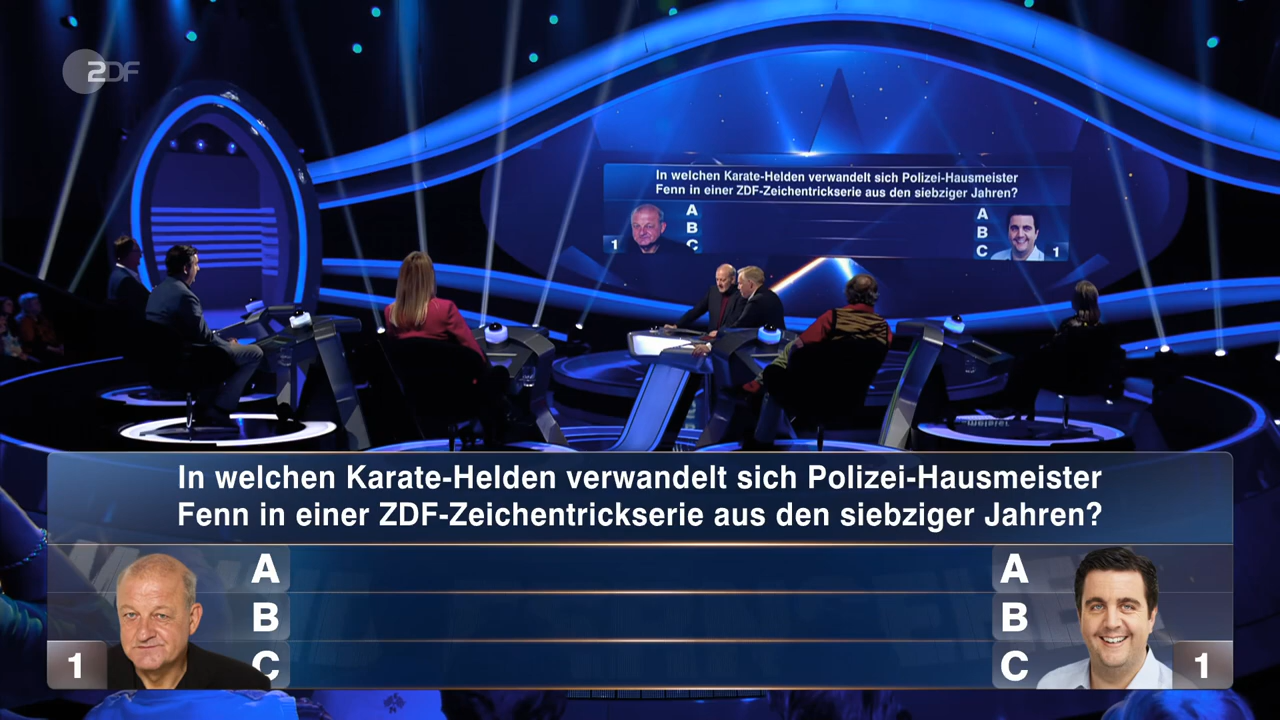 ZDF
In welchen Karate-Helden verwandelt sich Polizei-Hausmeister
Fenn in einer ZDF-Zeichentrickserie aus den siebziger Jahren?
A
B
C
1
A
B
C
1
In welchen Karate-Helden verwandelt sich Polizei-Hausmeister
Fenn in einer ZDF-Zeichentrickserie aus den siebziger Jahren?
A
B
C
1
A
B
C
1